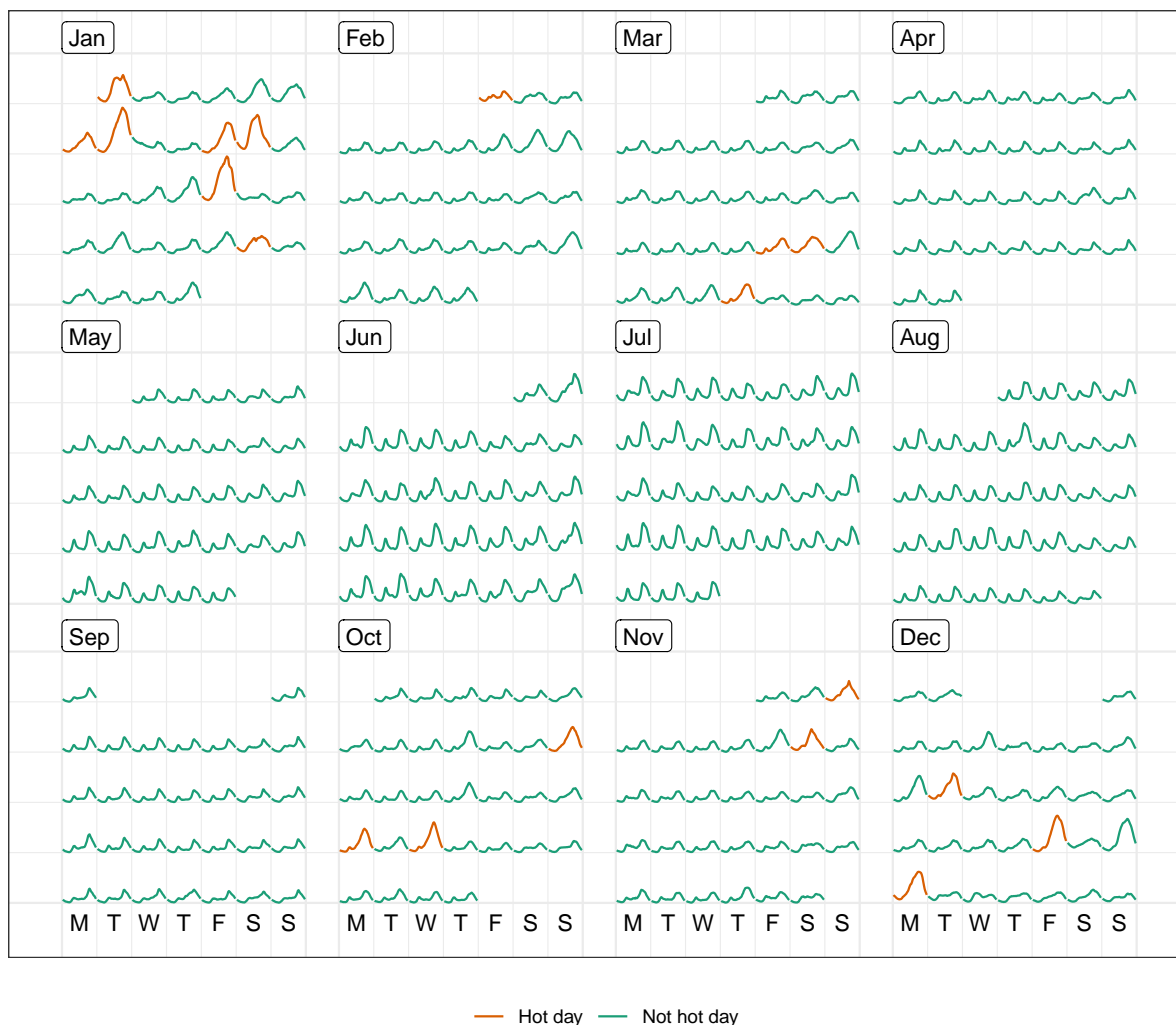 Jan Feb Mar Apr
May Jun Jul Aug
Sep Oct Nov Dec
M T W T F S S M T W T F S S M T W T F S S M T W T F S S
Hot day Not hot day